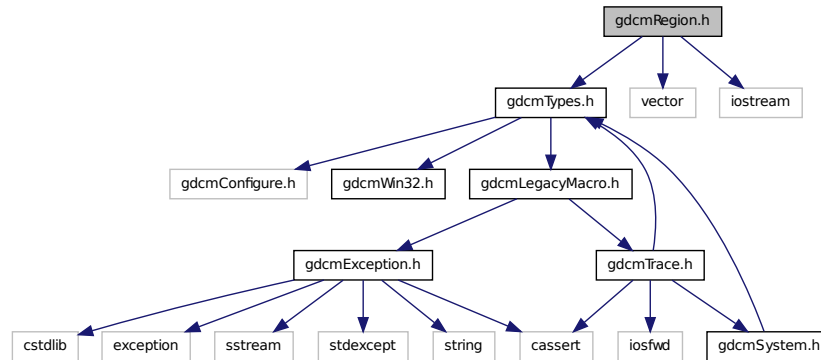 gdcmRegion.h
gdcmTypes.h
vector
iostream
gdcmConfigure.h
gdcmWin32.h
gdcmLegacyMacro.h
gdcmException.h
gdcmTrace.h
cstdlib
exception
sstream
stdexcept
string
cassert
iosfwd
gdcmSystem.h